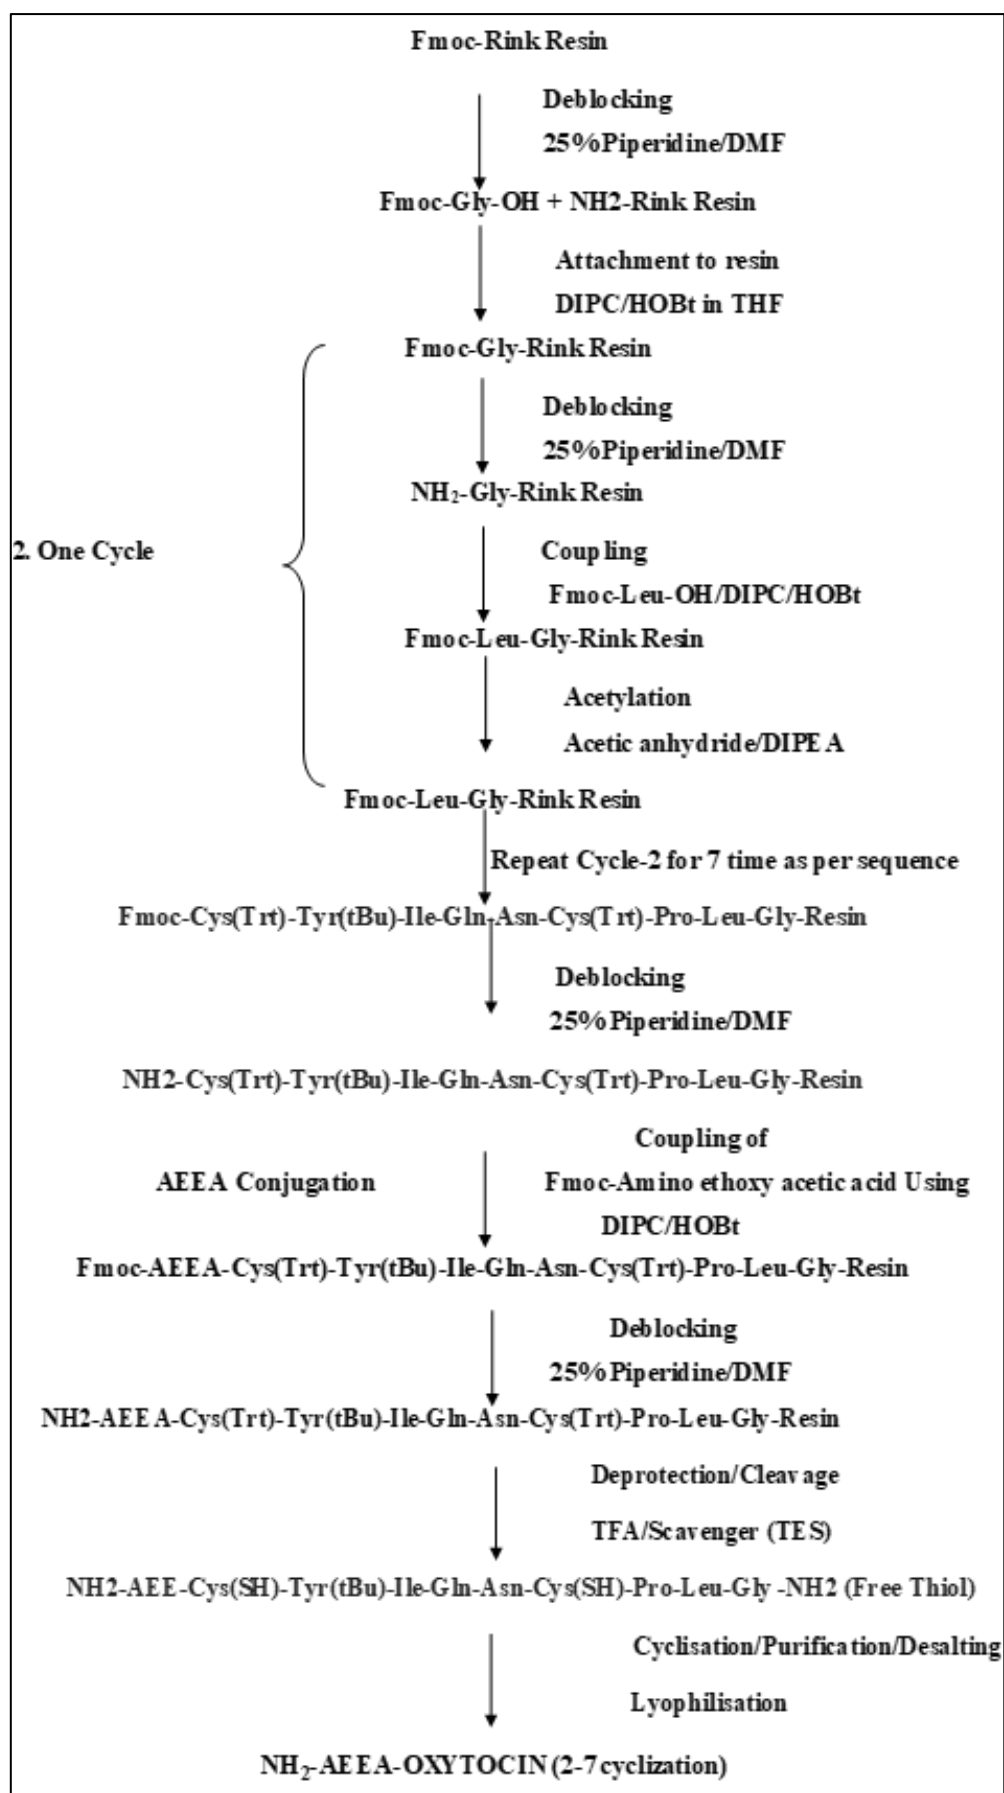 Fmoc-Rink Resin
Deblocking
25%Piperidine/DMF
Fmoc-Gly-OH + NH2-Rink Resin
Attachment to resin
DIPC/HOBt in THF
Fmoc-Gly-Rink Resin
Deblocking
25%Piperidine/DMF
NH₂-Gly-Rink Resin
2. One Cycle
Coupling
Fmoc-Leu-OH/DIPC/HOBt
Fmoc-Leu-Gly-Rink Resin
Acetylation
Acetic anhydride/DIPEA
Fmoc-Leu-Gly-Rink Resin
Repeat Cycle-2 for 7 time as per sequence
Fmoc-Cys(Trt)-Tyr(tBu)-Ile-Gln-Asn-Cys(Trt)-Pro-Leu-Gly-Resin
Deblocking
25%Piperidine/DMF
NH2-Cys(Trt)-Tyr(tBu)-Ile-Gln-Asn-Cys(Trt)-Pro-Leu-Gly-Resin
Coupling of
AEEA Conjugation
Fmoc-Amino ethoxy acetic acid Using
DIPC/HOBt
Fmoc-AEEA-Cys(Trt)-Tyr(tBu)-Ile-Gln-Asn-Cys(Trt)-Pro-Leu-Gly-Resin
Deblocking
25%Piperidine/DMF
NH2-AEEA-Cys(Trt)-Tyr(tBu)-Ile-Gln-Asn-Cys(Trt)-Pro-Leu-Gly-Resin
Deprotection/Cleavage
TFA/Scavenger (TES)
NH2-AEE-Cys(SH)-Tyr(tBu)-Ile-Gln-Asn-Cys(SH)-Pro-Leu-Gly -NH2 (Free Thiol)
Cyclisation/Purification/Desalting
Lyophilisation
NH₂-AEEA-OXYTOCIN (2-7 cyclization)